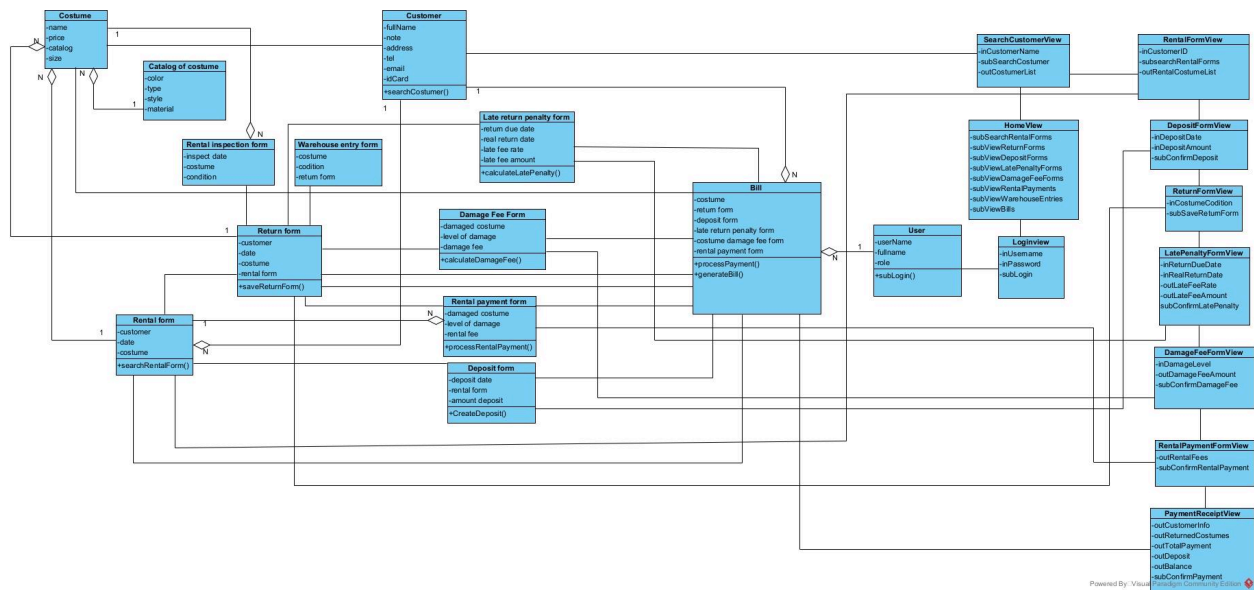 Costume
-name
-price
-catalog
-size
Catalog of costume
-color
-type
-style
-material
Customer
-fullName
-note
-address
-tel
-email
-idCard
+searchCostumer()
Late return penalty form
-return due date
-real return date
-late fee rate
-late fee amount
+calculateLatePenalty()
Rental inspection form
-inspect date
-costume
-condition
Warehouse entry form
-costume
-codition
-return form
Return form
-customer
-date
-costume
-rental form
+saveReturnForm()
Damage Fee Form
-damaged costume
-level of damage
-damage fee
+calculateDamageFee()
Rental payment form
-damaged costume
-level of damage
-rental fee
+processRentalPayment()
Rental form
-customer
-date
-costume
+searchRentalForm()
Deposit form
-deposit date
-rental form
-amount deposit
+CreateDeposit()
Bill
-costume
-return form
-deposit form
-late return penalty form
-costume damage fee form
-rental payment form
+processPayment()
+generateBill()
User
-userName
-fullname
-role
+subLogin()
SearchCustomerView
-inCustomerName
-subSearchCostumer
-outCostumerList
HomeView
-subSearchRentalForms
-subViewReturnForms
-subViewDepositForms
-subViewLatePenaltyForms
-subViewDamageFeeForms
-subViewRentalPayments
-subViewWarehouseEntries
-subViewBills
Loginview
-inUsername
-inPassword
-subLogin
RentalFormView
-inCustomerID
-subsearchRentalForms
-outRentalCostumeList
DepositFormView
-inDepositDate
-inDepositAmount
-subConfirmDeposit
ReturnFormView
-inCostumeCodition
-subSaveReturnForm
LatePenaltyFormView
-inReturnDueDate
-inRealReturnDate
-outLateFeeRate
-outLateFeeAmount
subConfirmLatePenalty
DamageFeeFormView
-inDamageLevel
-outDamageFeeAmount
-subConfirmDamageFee
RentalPaymentFormView
-outRentalFees
-subConfirmRentalPayment
PaymentReceiptView
-outCustomerInfo
-outReturnedCostumes
-outTotalPayment
-outDeposit
-outBalance
-subConfirmPayment
N
1
N
N
1
N
1
1
1
N
N
1
1
1
N
N
1
N
Powered By: Visual Paradigm Community Edition